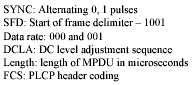 SYNC: Alternating 0, 1 pulses
SFD: Start of frame delimiter – 1001
Data rate: 000 and 001
DCLA: DC level adjustment sequence
Length: length of MPDU in microseconds
FCS: PLCP header coding